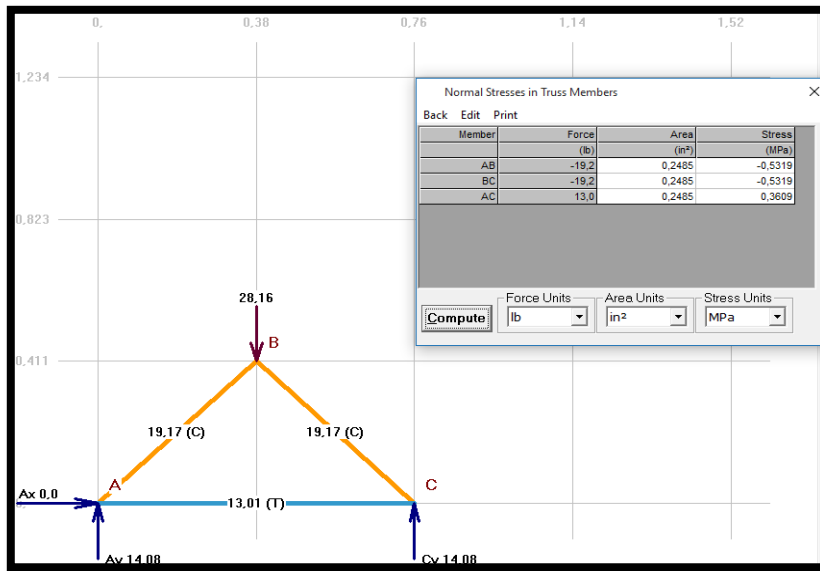 0, 0,38 0,76 1,14 1,52
1,234
Normal Stresses in Truss Members
Back Edit Print
Member Force Area Stress
(lb) (in²) (MPa)
AB -19,2 0,2485 -0,5319
BC -19,2 0,2485 -0,5319
AC 13,0 0,2485 0,3609
Force Units Area Units Stress Units
Compute lb in² MPa
0,823
28,16
B
0,411
19,17 (C) 19,17 (C)
A C
Ax 0,0
0, 13,01 (T)
Ay 14,08 Cy 14,08